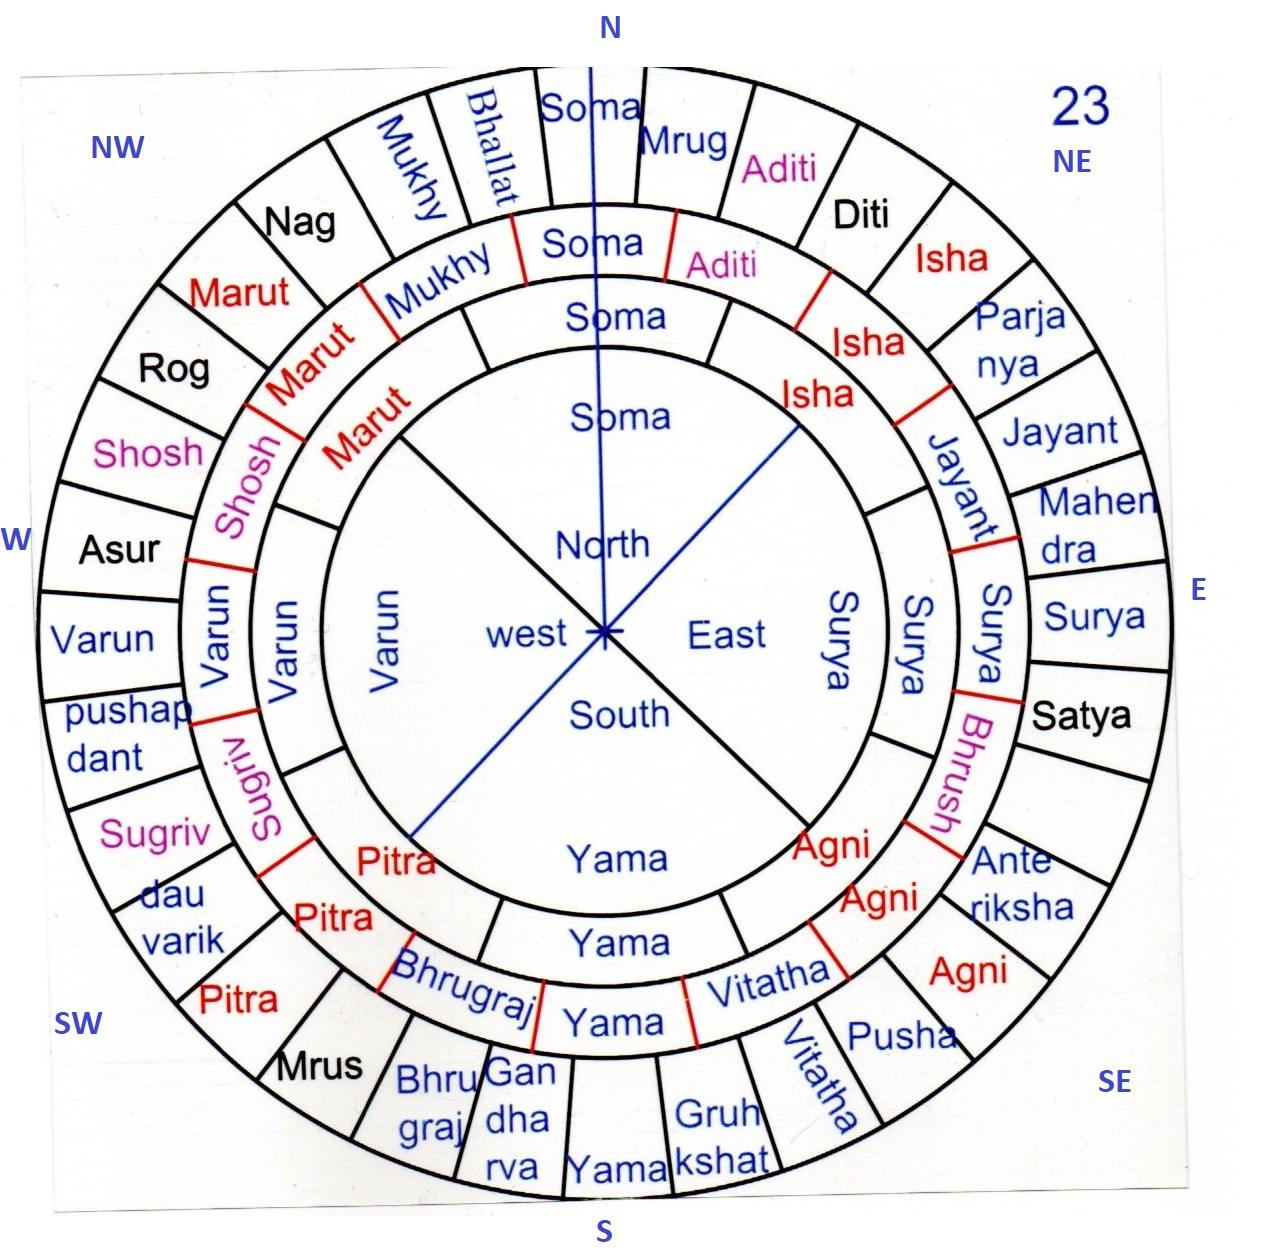 N
23
NW
NE
Soma
Mrug
Aditi
Diti
Isha
Parja
nya
Jayant
Mahen
dra
Surya
Satya
Ante
riksha
Agni
Pusha
Vitatha
Gruh
kshat
Yama
Gan
dha
rva
Bhru
graj
Mrus
Pitra
dau
varik
Sugriv
pushap
dant
Varun
Asur
Shosh
Rog
Marut
Nag
Mukhy
Bhallat
Soma
Aditi
Isha
Jayant
Surya
Bhrush
Agni
Vitatha
Yama
Bhrugraj
Pitra
Sugriv
Varun
Shosh
Marut
Mukhy
Soma
Isha
Surya
Agni
Yama
Pitra
Varun
Marut
Soma
North
Surya
East
South
Yama
west
Varun
W
E
SW
SE
S